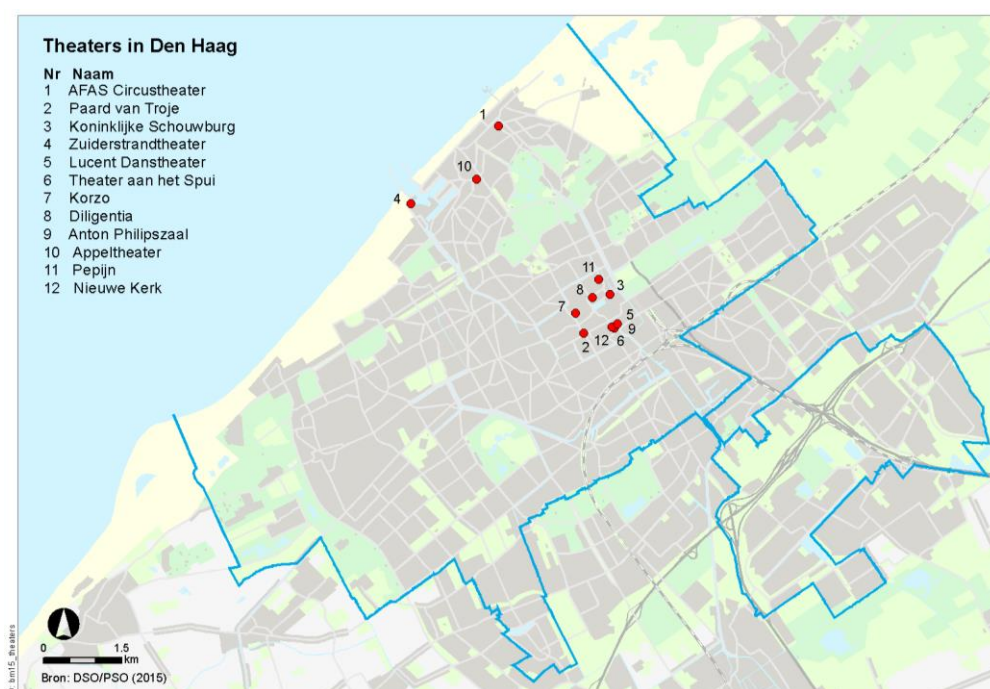 Theaters in Den Haag
Nr Naam
1 AFAS Circustheater
2 Paard van Troje
3 Koninklijke Schouwburg
4 Zuiderstrandtheater
5 Lucent Danstheater
6 Theater aan het Spui
7 Korzo
8 Diligentia
9 Anton Philipszaal
10 Appeltheater
11 Pepijn
12 Nieuwe Kerk
1
10
4
11
3
8
7
5
9
2
12
6
0 1.5
km
Bron: DSO/PSO (2015)
bm15_theaters